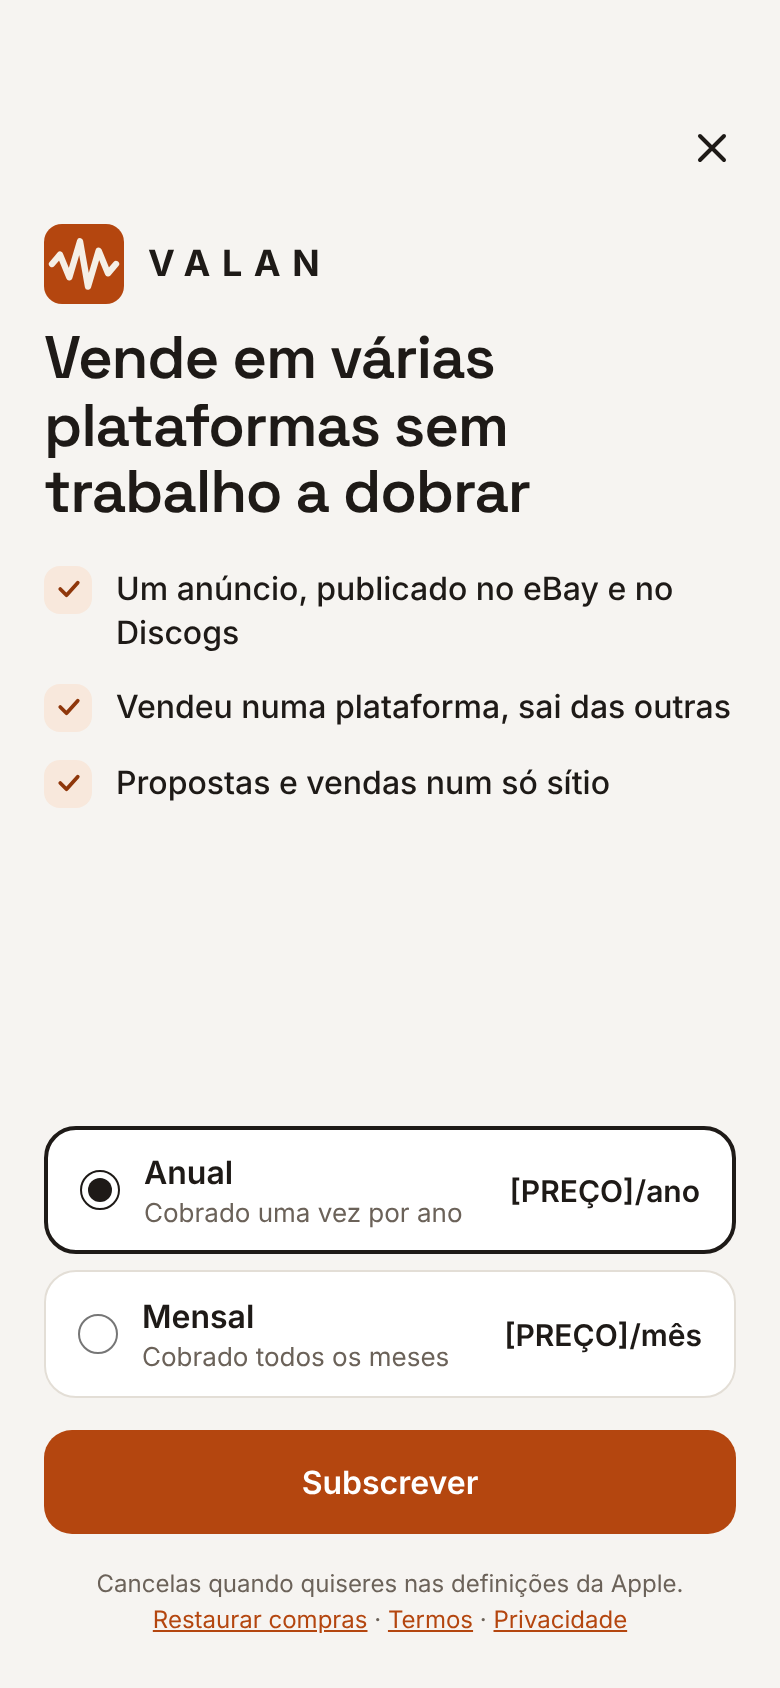 VALAN
Vende em várias
plataformas sem
trabalho a dobrar
Um anúncio, publicado no eBay e no
Discogs
Vendeu numa plataforma, sai das outras
Propostas e vendas num só sítio
Anual
Cobrado uma vez por ano
[PREÇO]/ano
Mensal
Cobrado todos os meses
[PREÇO]/mês
Subscrever
Cancelas quando quiseres nas definições da Apple.
Restaurar compras · Termos · Privacidade